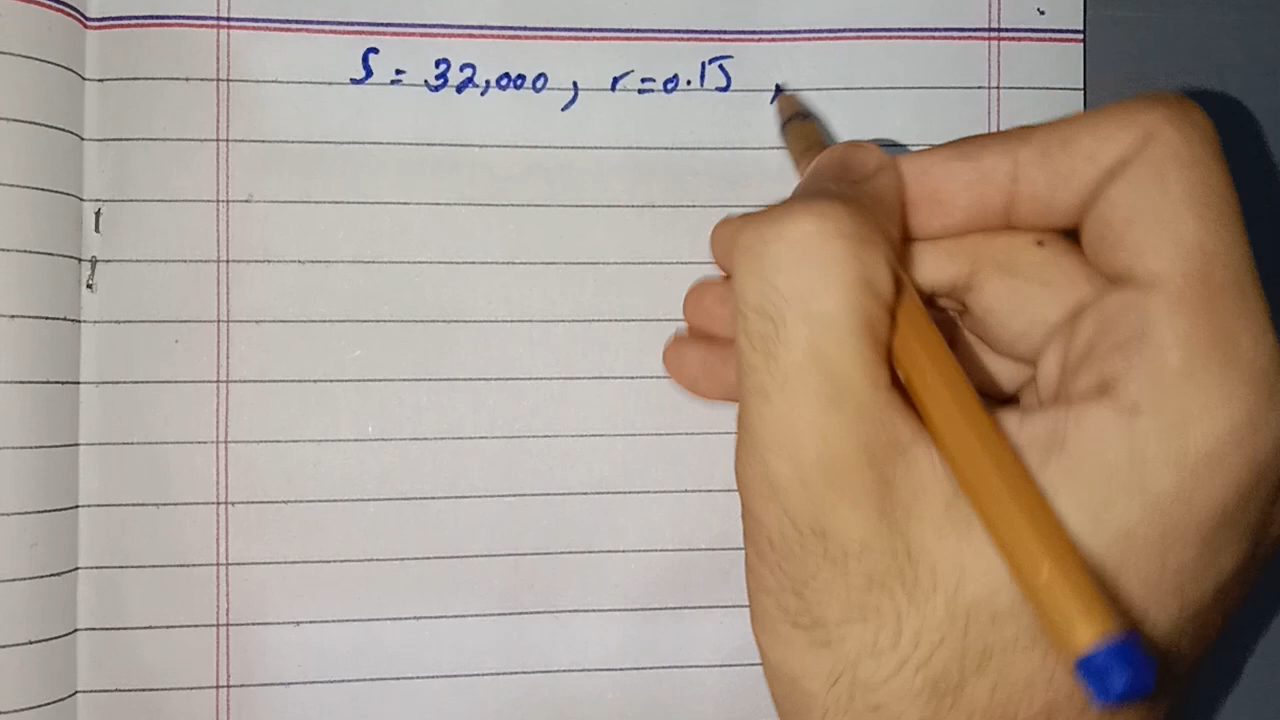 S = 32,000, r = 0.15